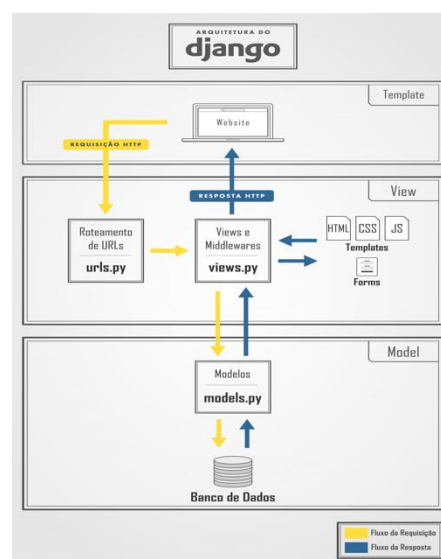 ARQUITETURA DO
django
Template
Website
REQUISIÇÃO HTTP
RESPOSTA HTTP
View
Roteamento
de URLs
urls.py
Views e
Middlewares
views.py
HTML CSS JS
Templates
Forms
Model
Modelos
models.py
Banco de Dados
Fluxo da Requisição
Fluxo da Resposta